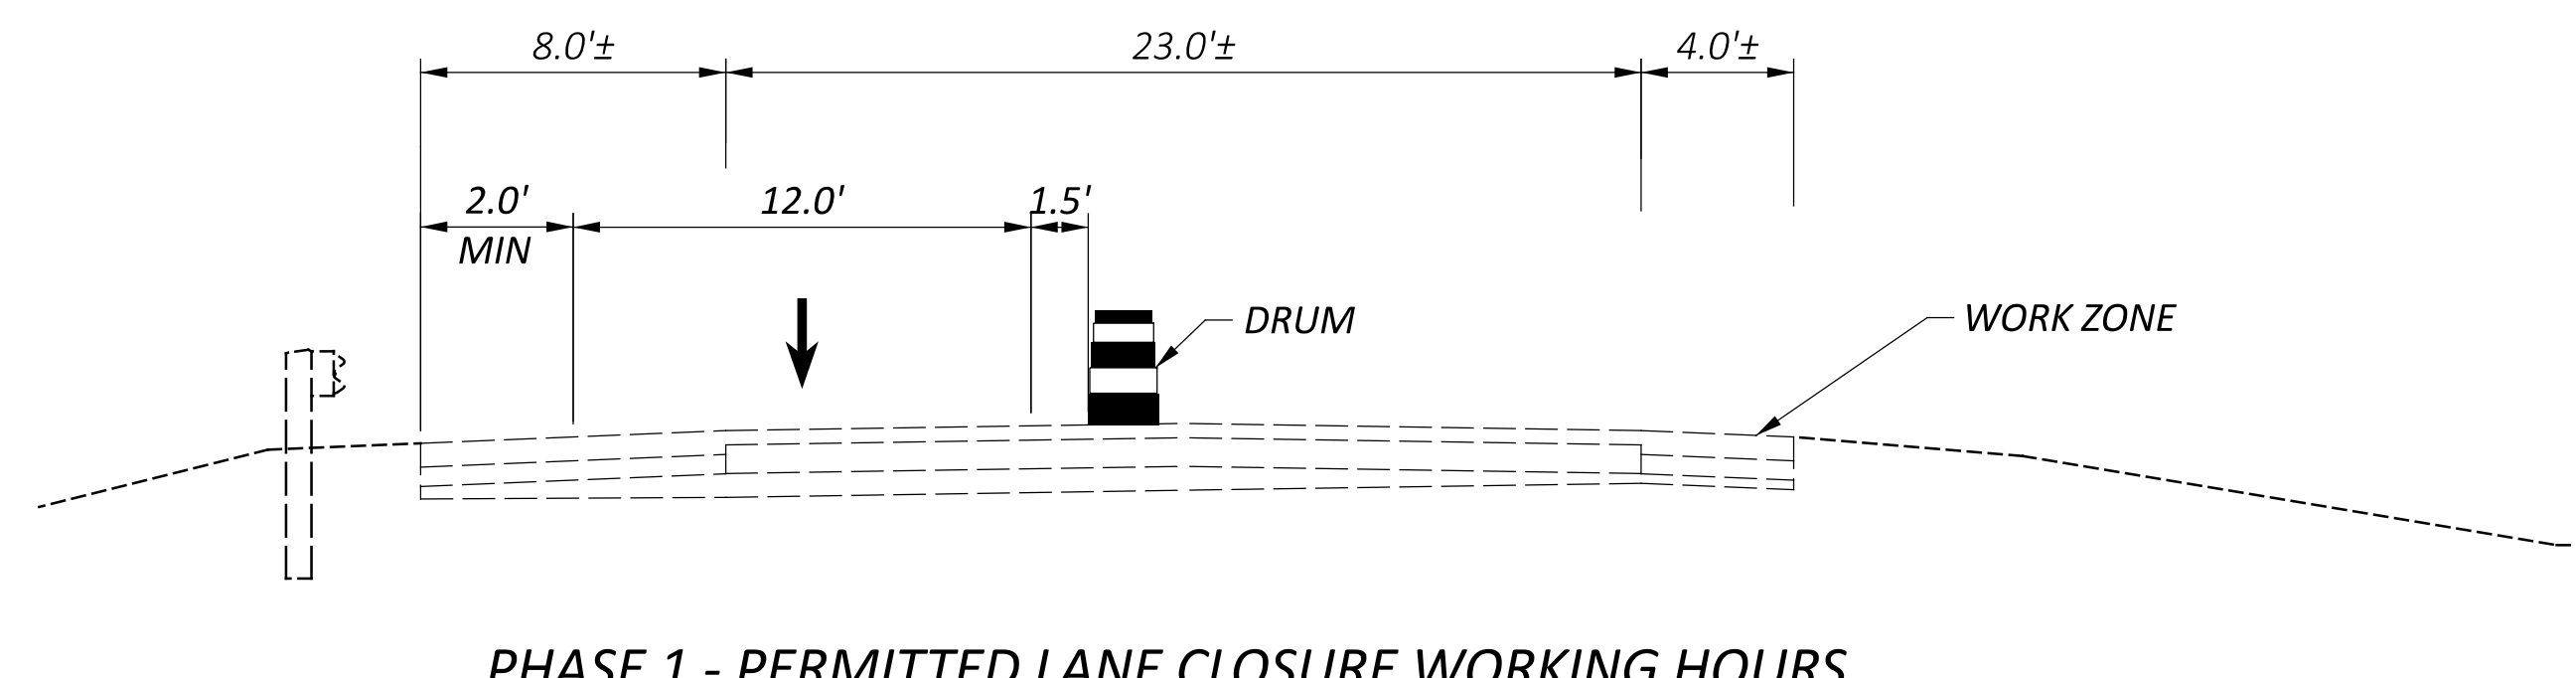 8.0'±
23.0'±
4.0'±
2.0'
MIN
12.0'
1.5'
DRUM
WORK ZONE
PHASE 1 - PERMITTED LANE CLOSURE WORKING HOURS